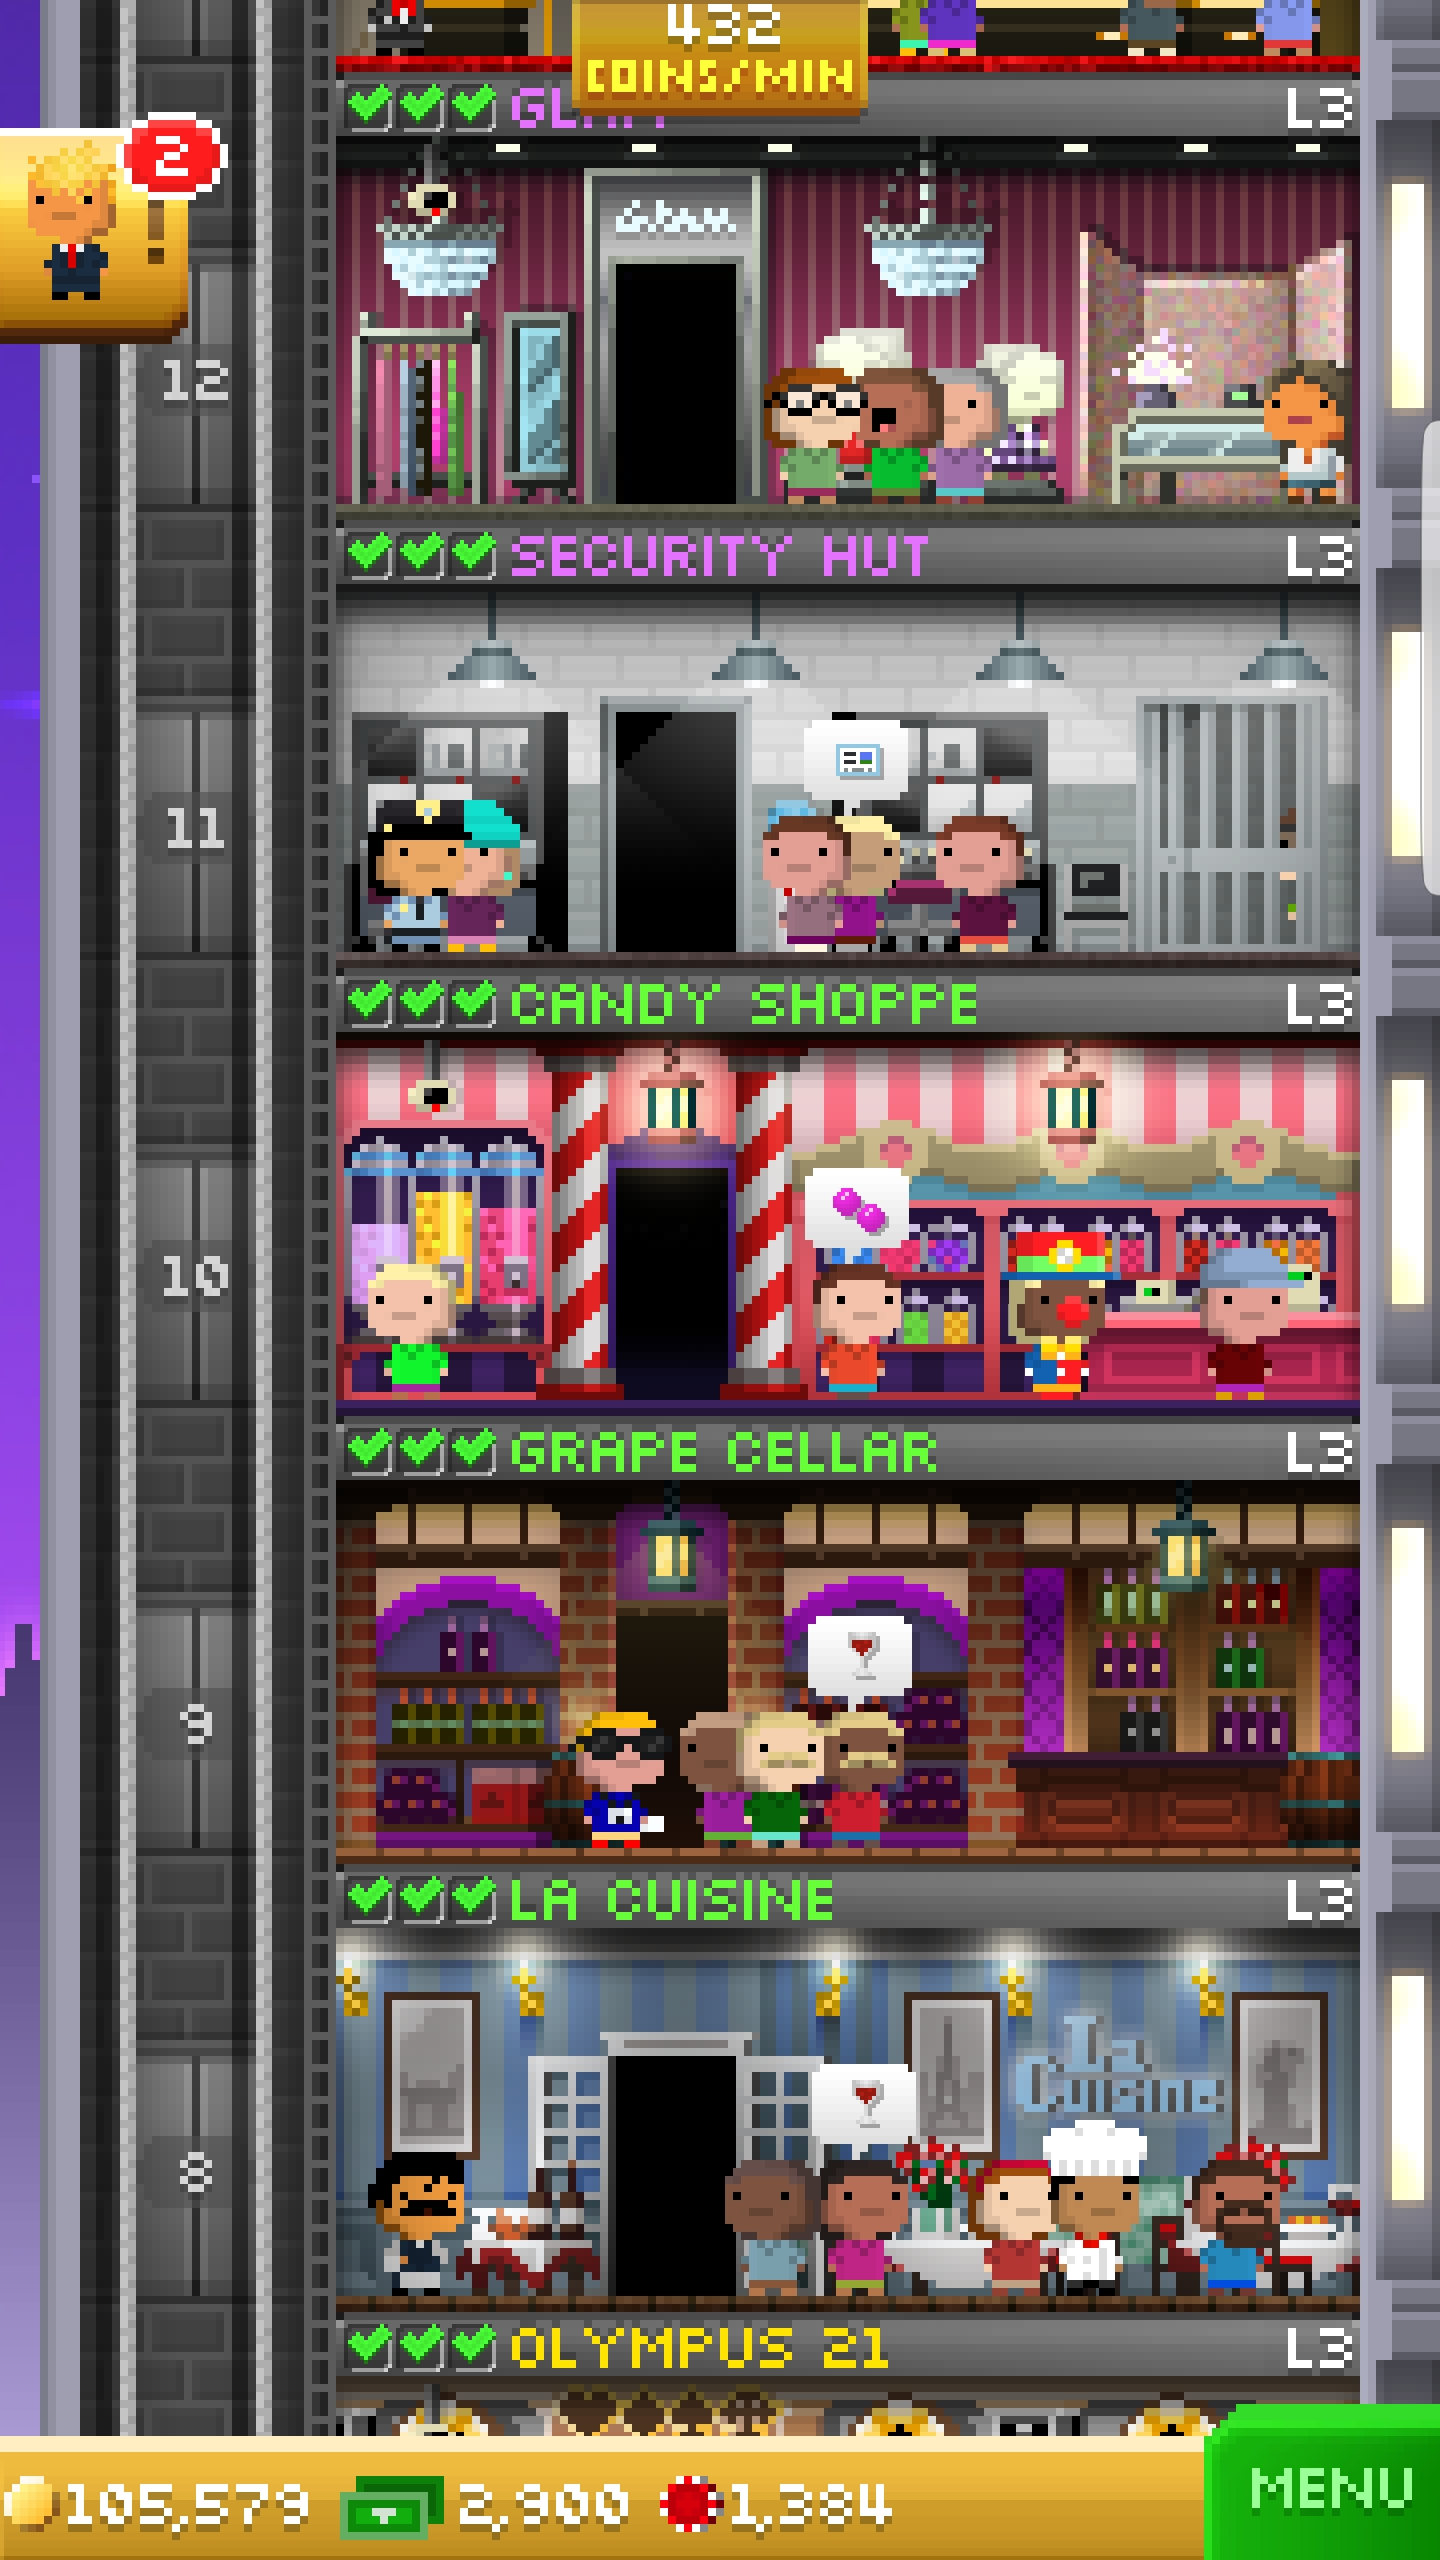 432
COINS/MIN
L3
2
Glam
12
SECURITY HUT L3
11
CANDY SHOPPE L3
10
GRAPE CELLAR L3
9
LA CUISINE L3
La
Cuisine
8
OLYMPUS 21 L3
105,579 2,900 1,384
MENU